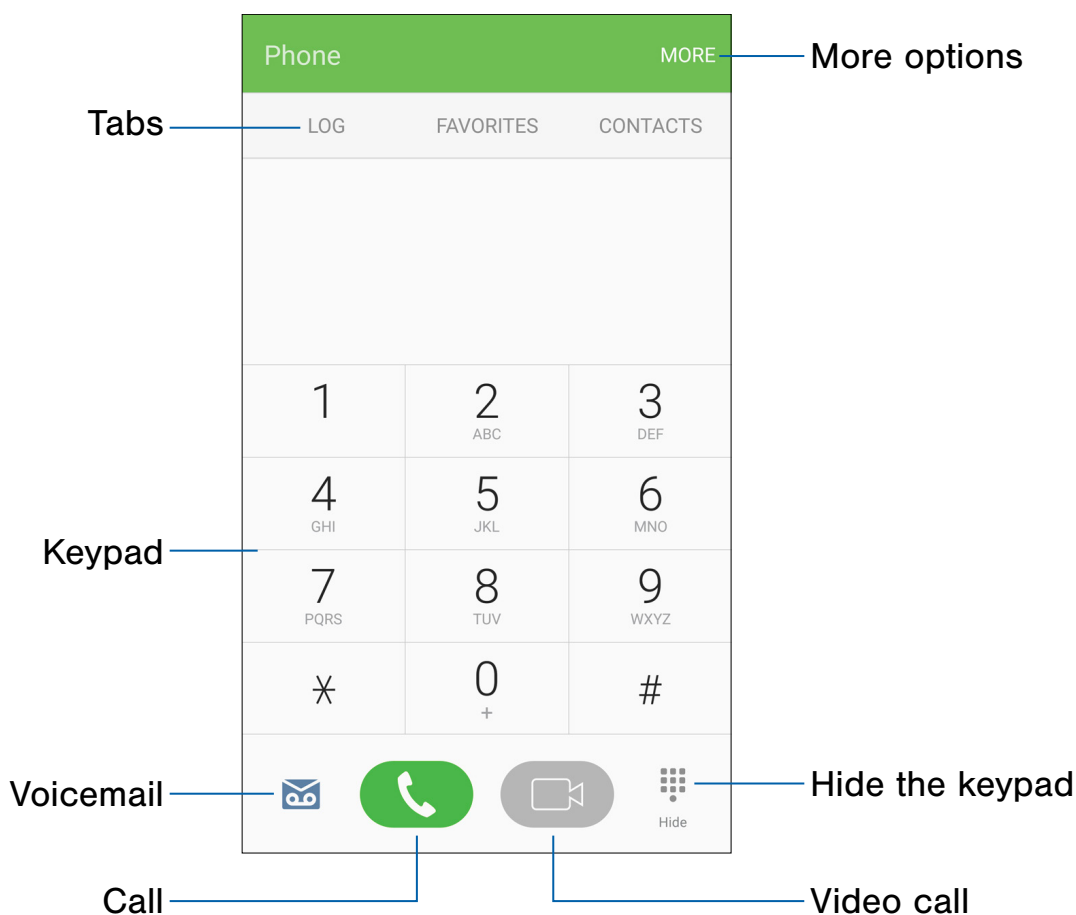 Phone MORE More options
Tabs LOG FAVORITES CONTACTS
1 2 3
ABC DEF
4 5 6
GHI JKL MNO
Keypad
7 8 9
PQRS TUV WXYZ
* 0 #
+
Voicemail Hide the keypad
Hide
Call Video call